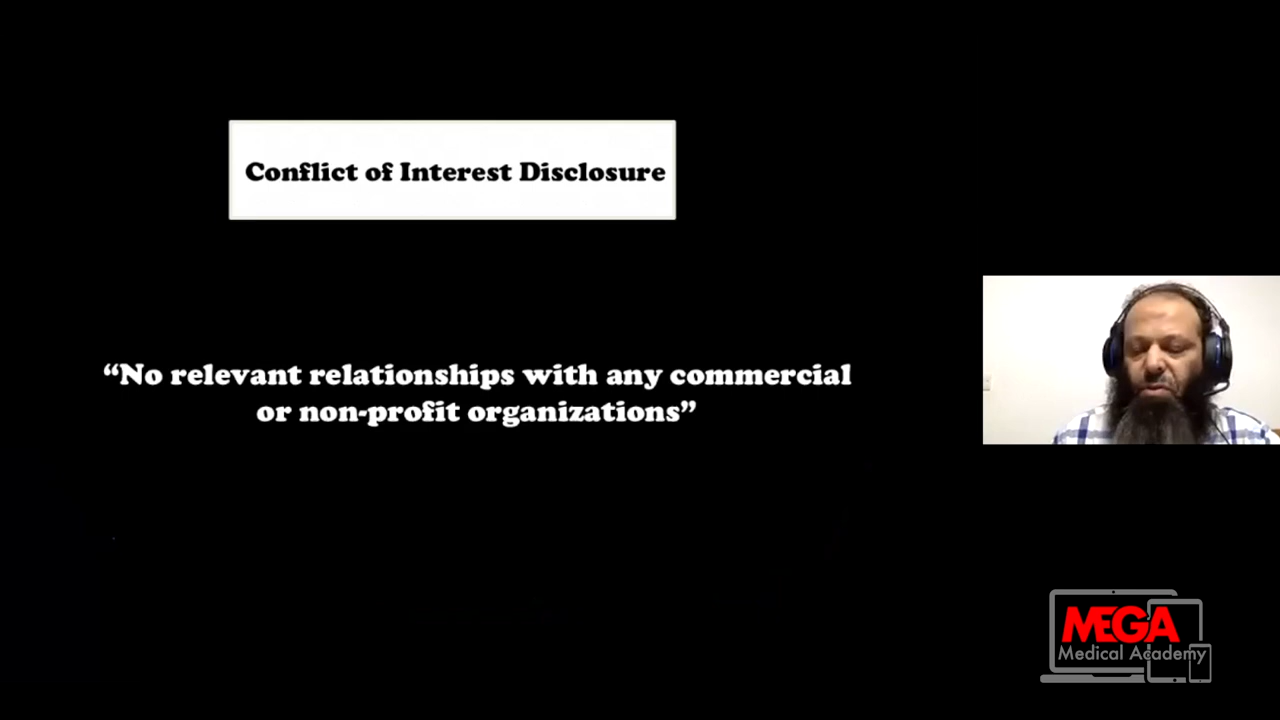 Conflict of Interest Disclosure
“No relevant relationships with any commercial
or non-profit organizations”
MEGA
Medical Academy